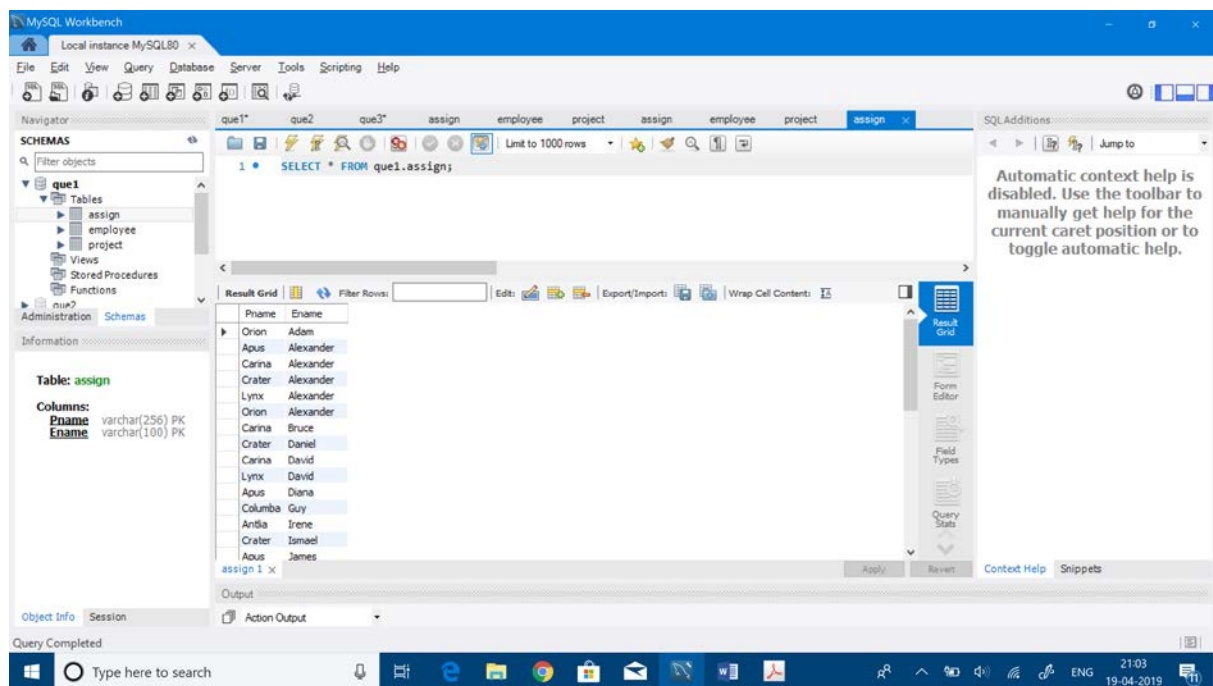 MySQL Workbench
Local instance MySQL80
File Edit View Query Database Server Tools Scripting Help
Navigator
SCHEMAS
Filter objects
que1
Tables
assign
employee
project
Views
Stored Procedures
Functions
que2
Administration Schemas
Information
Table: assign
Columns:
Pname varchar(256) PK
Ename varchar(100) PK
Object Info Session
que1* que2 que3* assign employee project assign employee project assign
Limit to 1000 rows
1 SELECT * FROM que1.assign;
Result Grid Filter Rows: Edit: Export/Import: Wrap Cell Content:
Pname Ename
Orion Adam
Apus Alexander
Carina Alexander
Crater Alexander
Lynx Alexander
Orion Alexander
Carina Bruce
Crater Daniel
Carina David
Lynx David
Apus Diana
Columba Guy
Antlia Irene
Crater Ismael
Apus James
Result Grid
Form Editor
Field Types
Query Stats
assign 1 Apply Revert
Output
Action Output
SQLAdditions
Jump to
Automatic context help is
disabled. Use the toolbar to
manually get help for the
current caret position or to
toggle automatic help.
Context Help Snippets
Query Completed
Type here to search
ENG
21:03
19-04-2019